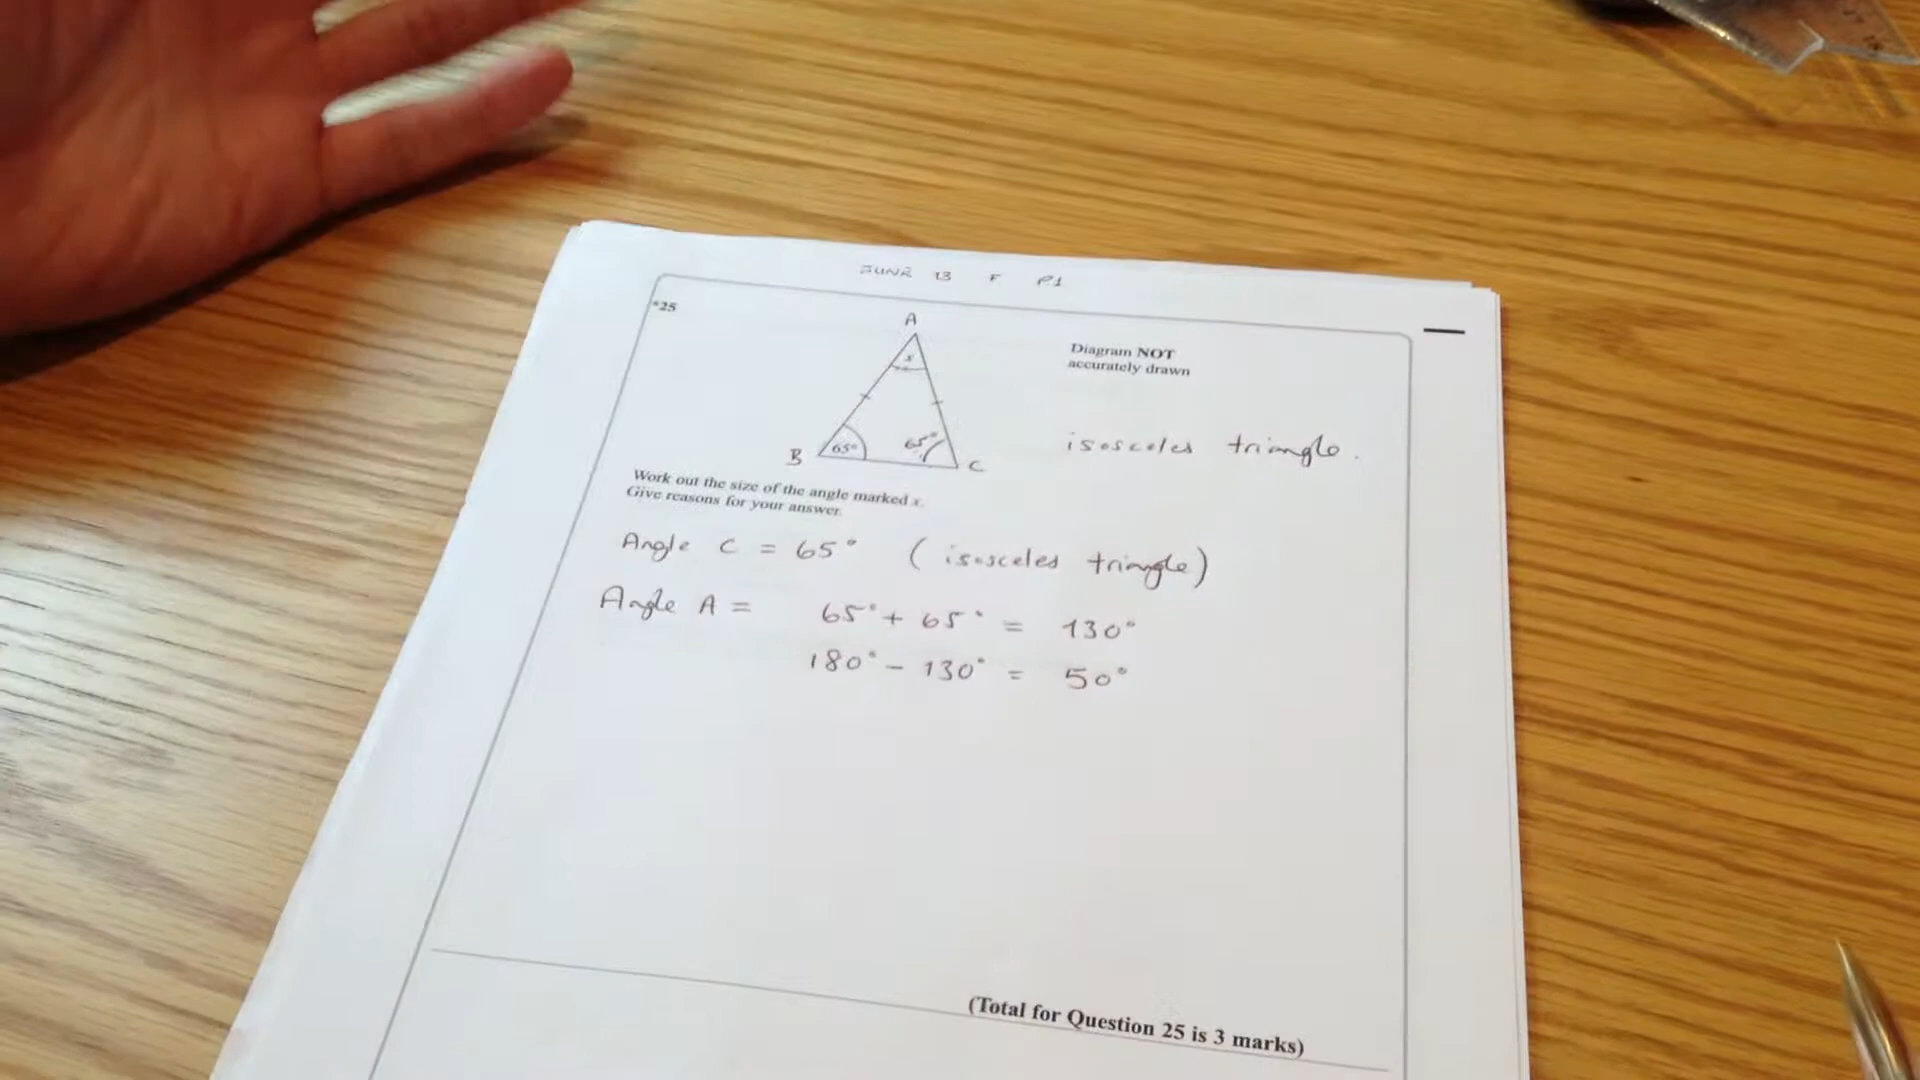 JUNE 13 F P1
*25
A
x
Diagram NOT
accurately drawn
65°
65°
B
C
isosceles triangle.
Work out the size of the angle marked x.
Give reasons for your answer.
Angle C = 65° (isosceles triangle)
Angle A = 65° + 65° = 130°
180° - 130° = 50°
(Total for Question 25 is 3 marks)